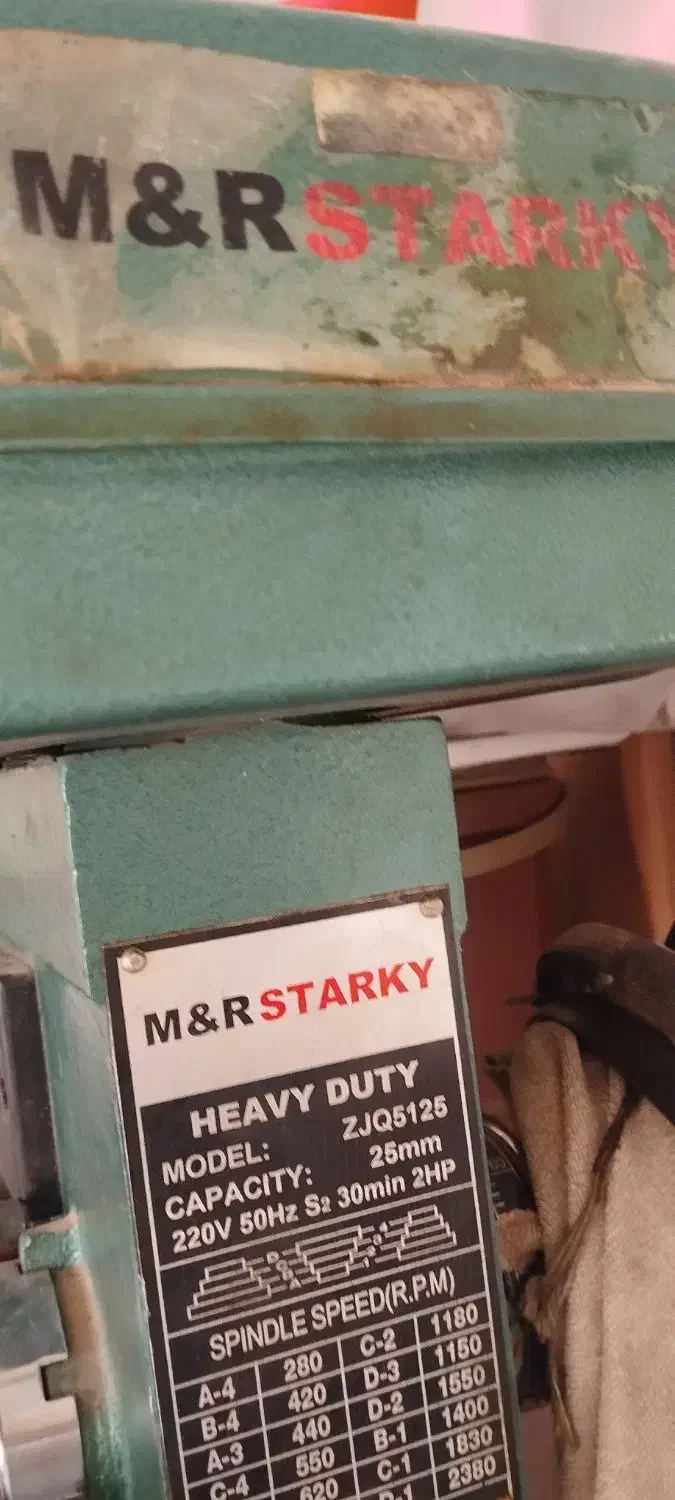 M&R STARKY
M&R STARKY
HEAVY DUTY
MODEL: ZJQ5125
CAPACITY: 25mm
220V 50Hz S2 30min 2HP
SPINDLE SPEED(R.P.M)
A-4 280 C-2 1180
B-4 420 D-3 1150
A-3 440 D-2 1550
C-4 550 B-1 1400
620 C-1 1830
D-1 2380